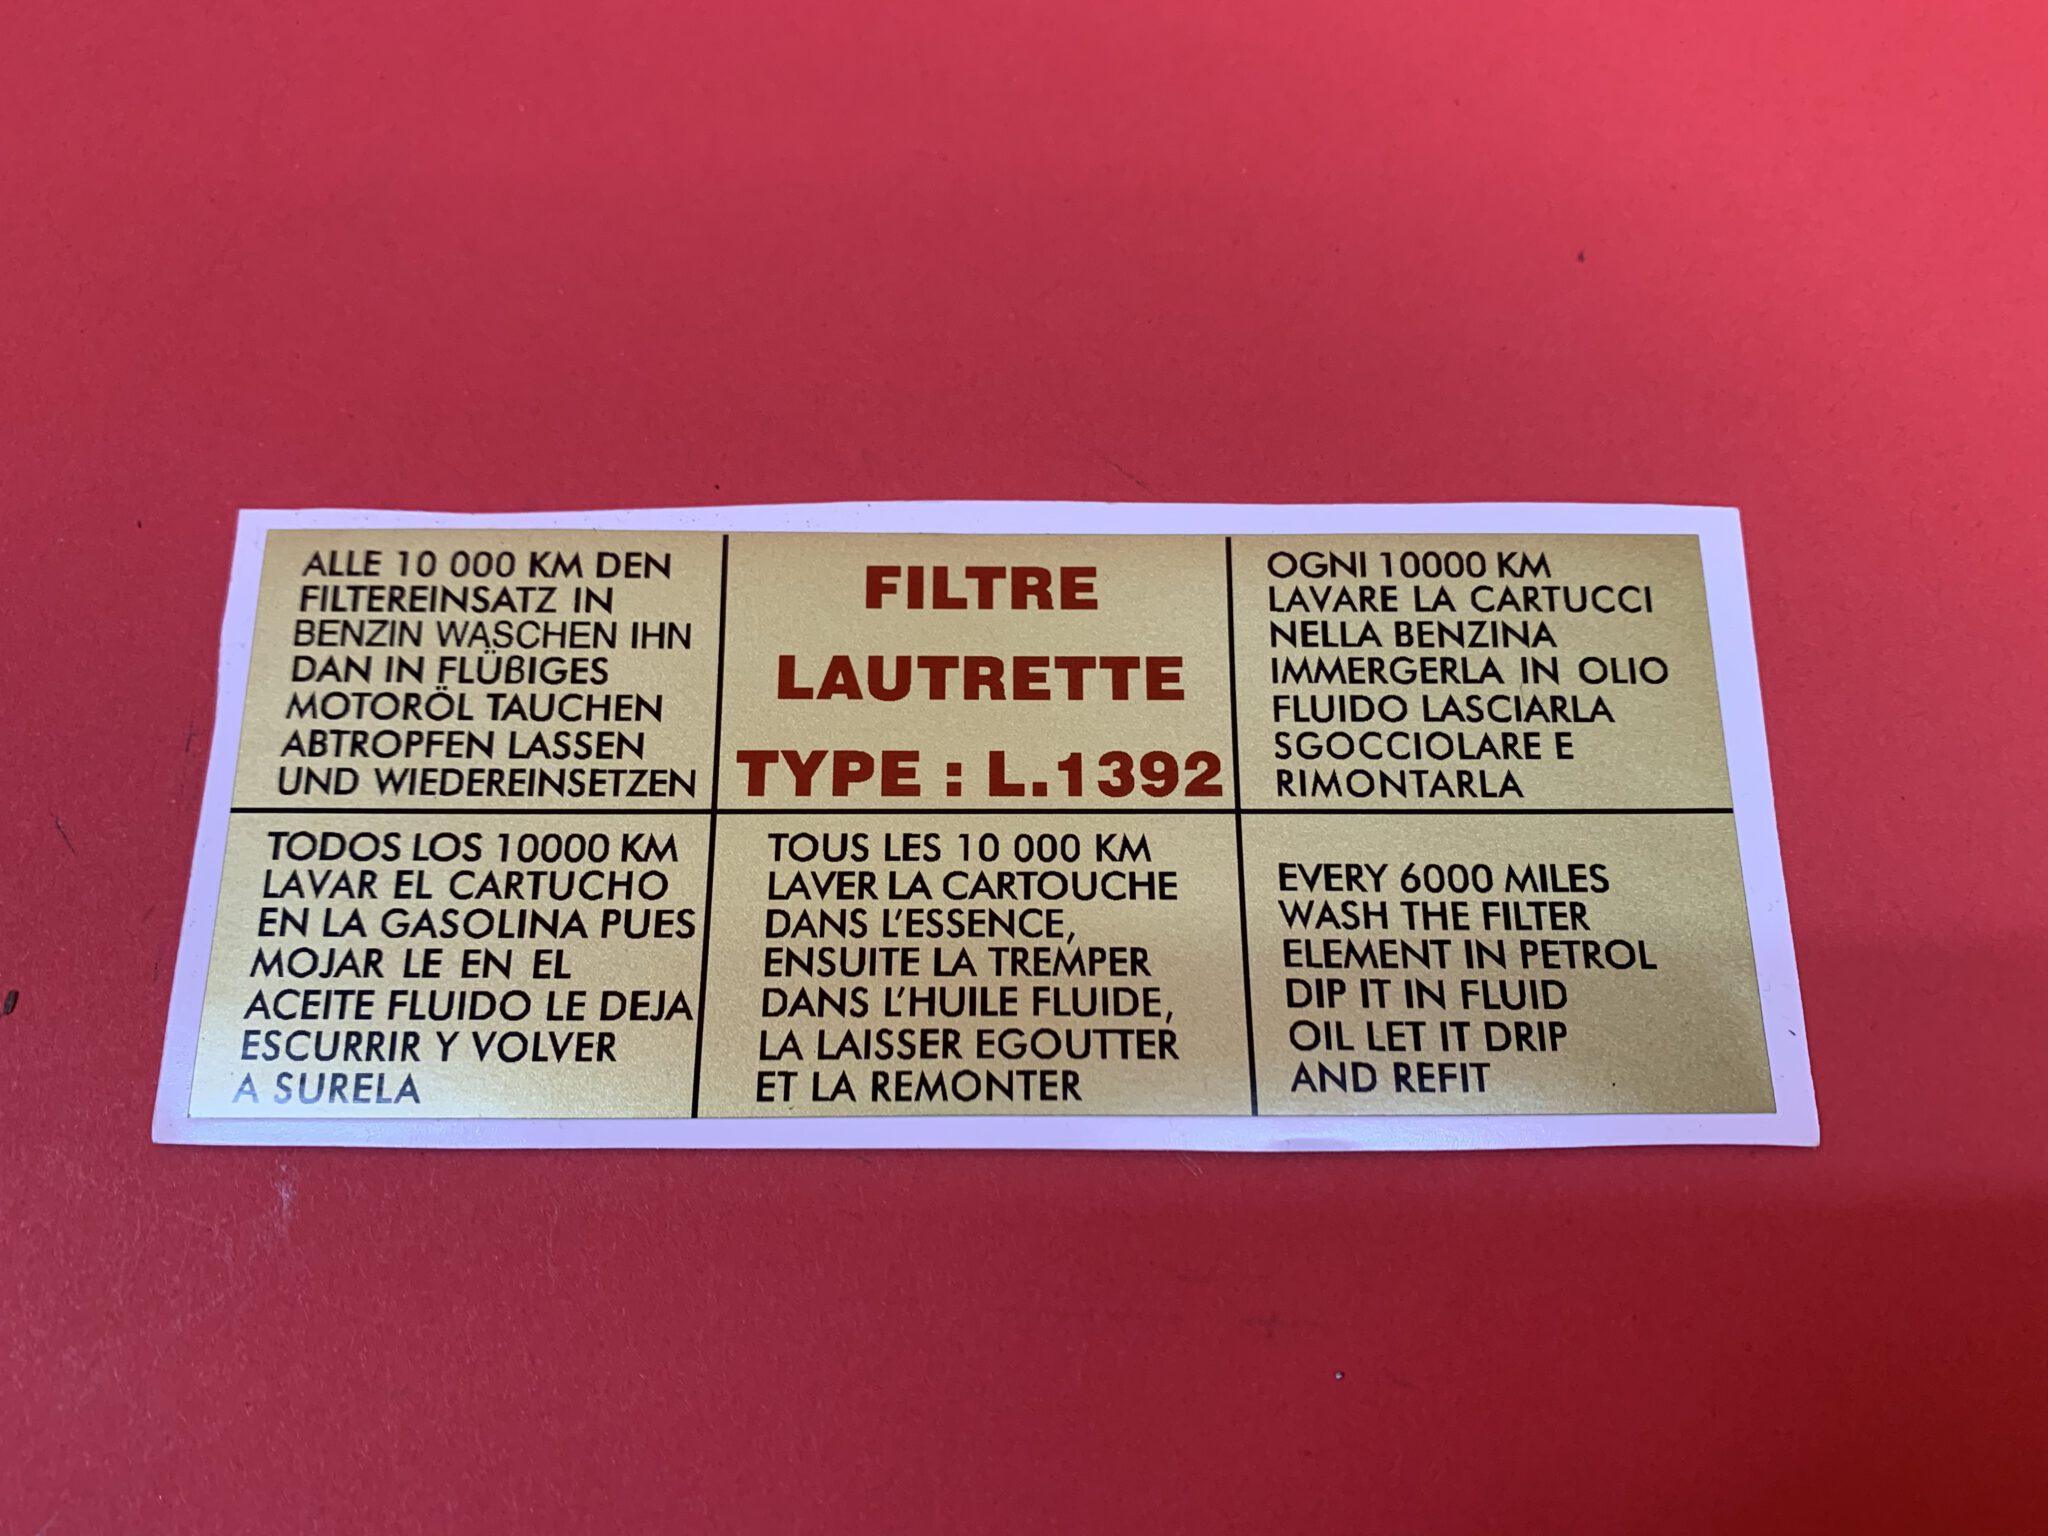 ALLE 10 000 KM DEN
FILTEREINSATZ IN
BENZIN WASCHEN IHN
DAN IN FLÜßIGES
MOTORÖL TAUCHEN
ABTROPFEN LASSEN
UND WIEDEREINSETZEN
FILTRE
LAUTRETTE
TYPE : L.1392
OGNI 10000 KM
LAVARE LA CARTUCCI
NELLA BENZINA
IMMERGERLA IN OLIO
FLUIDO LASCIARLA
SGOCCIOLARE E
RIMONTARLA
TODOS LOS 10000 KM
LAVAR EL CARTUCHO
EN LA GASOLINA PUES
MOJAR LE EN EL
ACEITE FLUIDO LE DEJA
ESCURRIR Y VOLVER
A SURELA
TOUS LES 10 000 KM
LAVER LA CARTOUCHE
DANS L'ESSENCE,
ENSUITE LA TREMPER
DANS L'HUILE FLUIDE,
LA LAISSER EGOUTTER
ET LA REMONTER
EVERY 6000 MILES
WASH THE FILTER
ELEMENT IN PETROL
DIP IT IN FLUID
OIL LET IT DRIP
AND REFIT